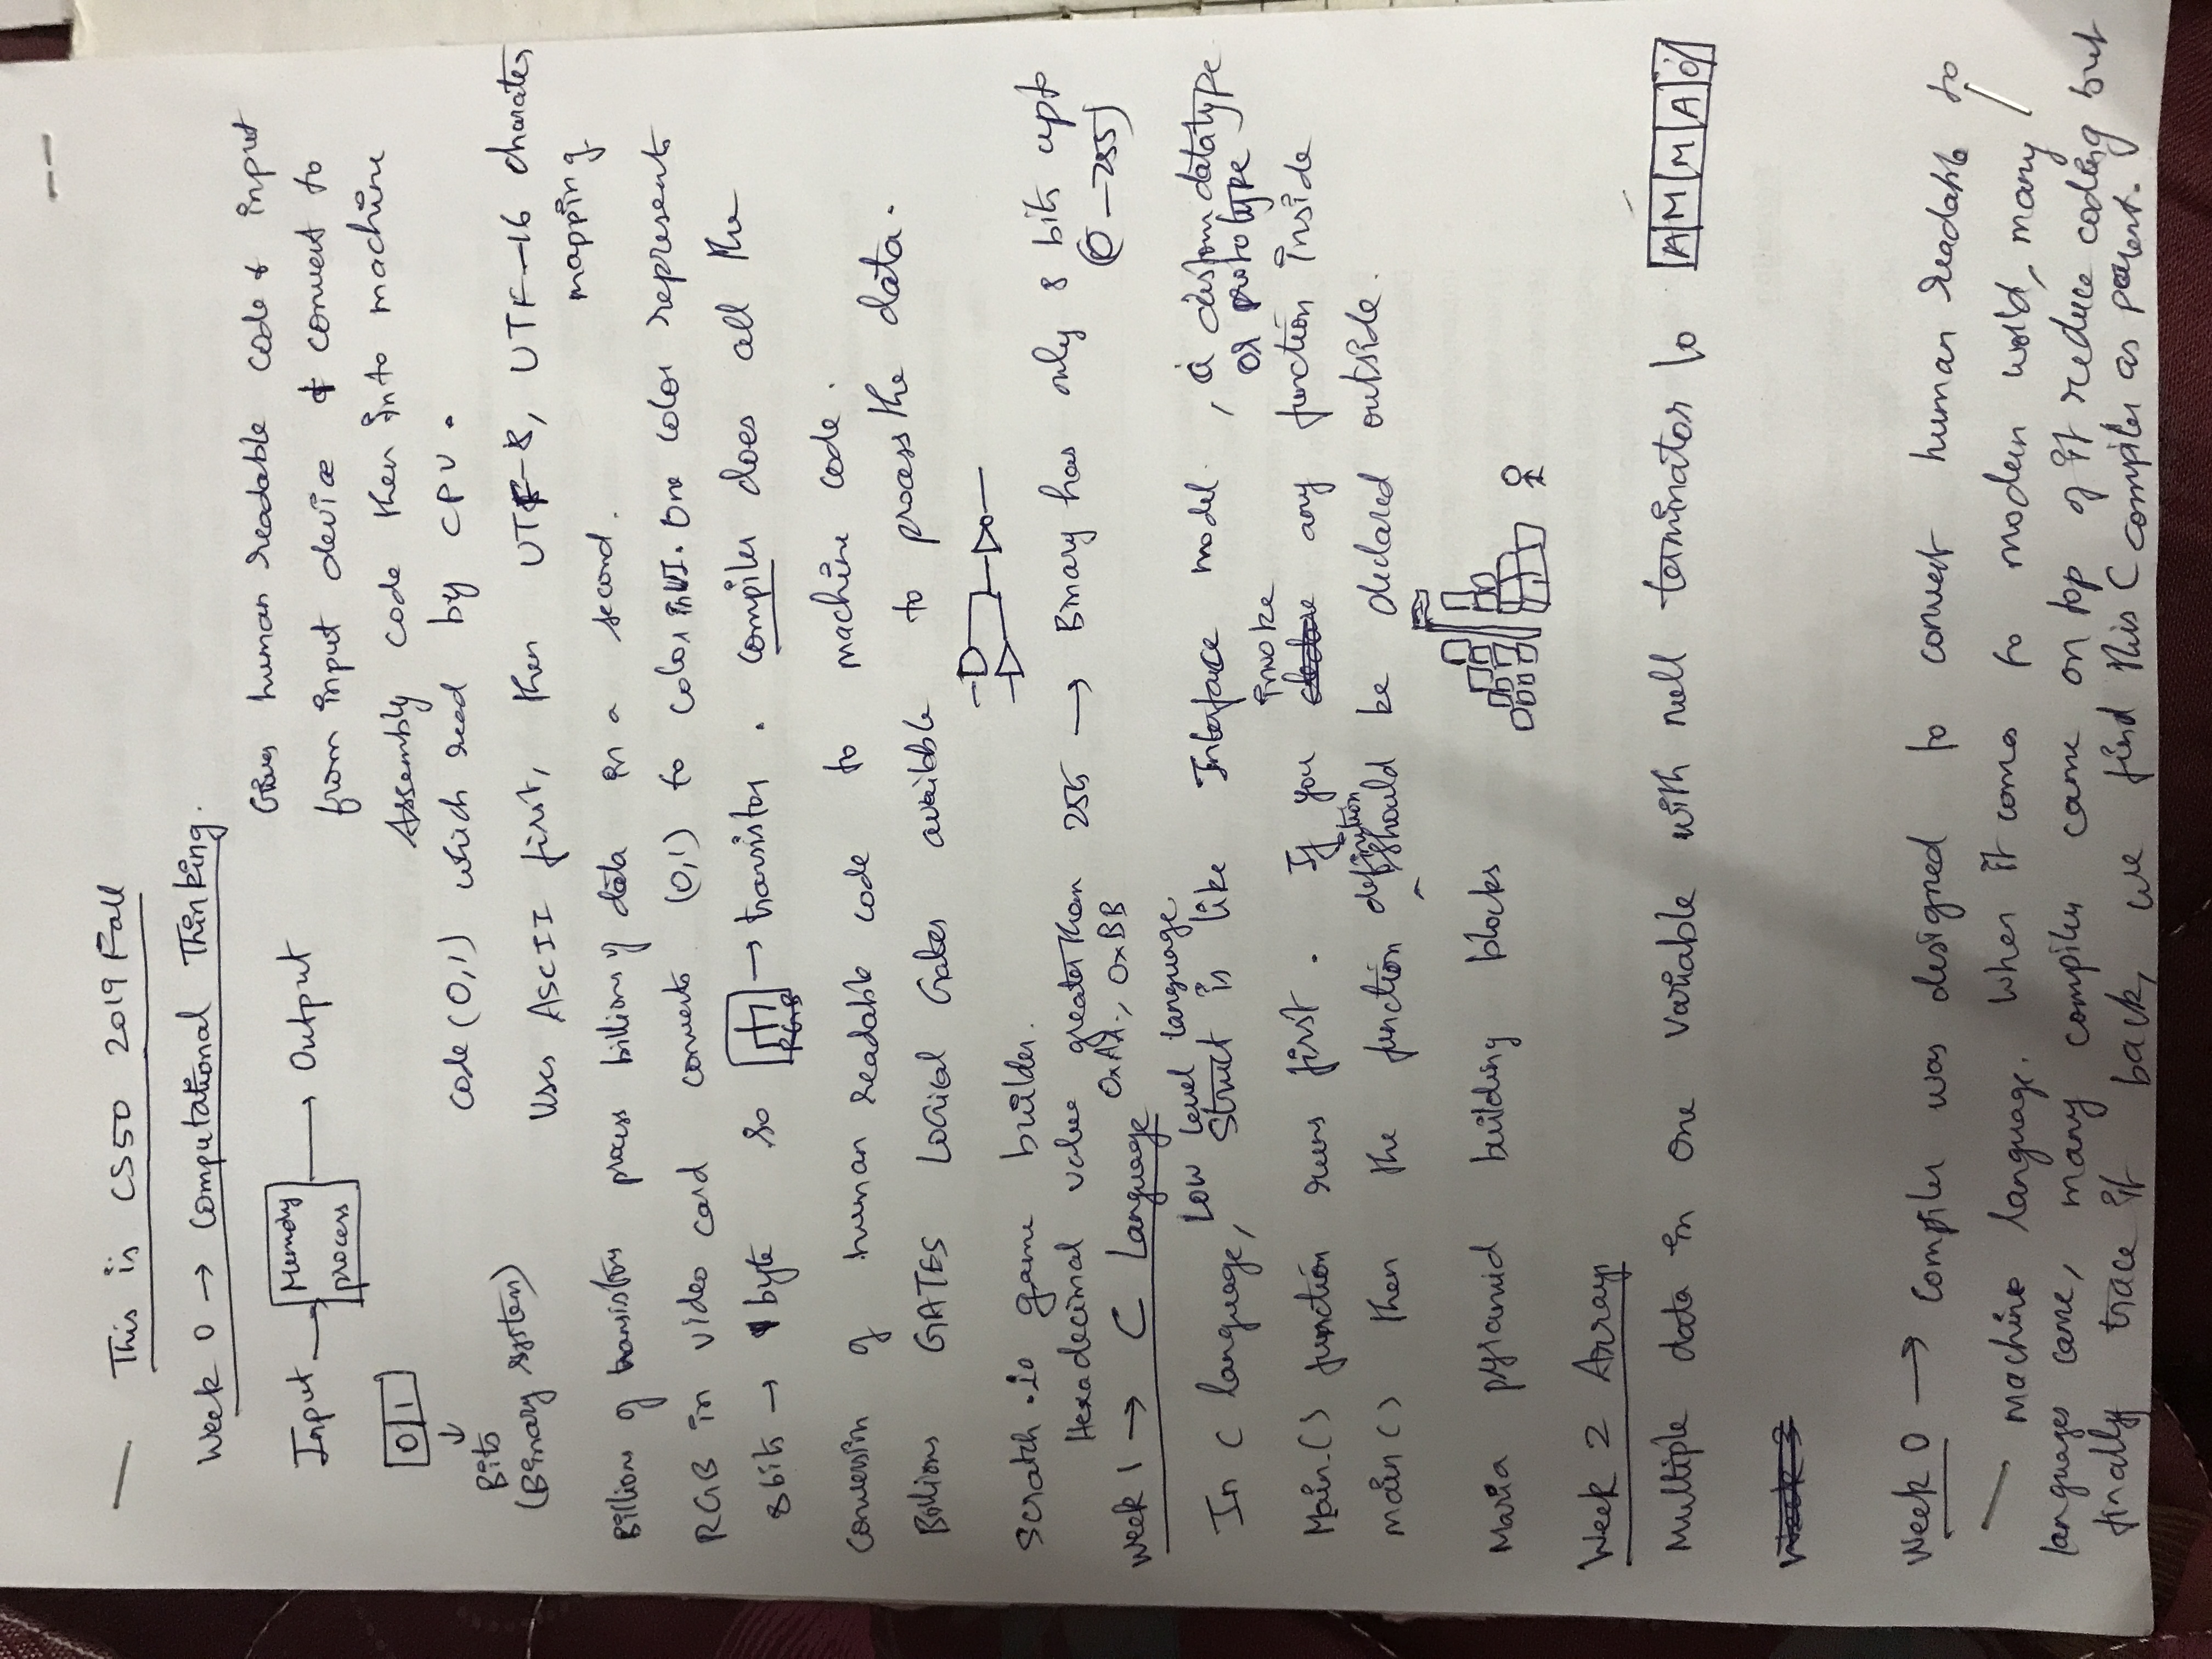 This is CS50 2019 Fall
Week 0 → Computational Thinking.
Input → Memory process → Output
Gives human readable code & input
from input device & convert to
Assembly code then into machine
code (0,1) which read by CPU.
0 1
↓
Bits
(Binary system)
Uses ASCII first, then UTF-8, UTF-16 charates
mapping
Billions of transistors process billions of data in a second.
RGB in video card converts (0,1) to color in UI. One color represents
8 bits → 1 byte so RGB → transistor. Compiler does all the
Conversion of human readable code to machine code.
Billions GATES Logical Gates availble to process the data.
Scratch.io game builder.
Hexadecimal value greater than 255 → Binary has only 8 bits upto
(0-255)
0xAA., 0xBB
Week 1 → C Language
Low level language
In C language, Struct is like Interface model, a custom datatype
or prototype
invoke
Main() function runs first. If you declare any function inside
definition
main() then the function should be declared outside.
Maria pyramid building blocks
Week 2 Arrays
Multiple data in one variable with null terminator \o A M M A \0
Week 3
Week 0 → Compiler was designed to convert human readable to
machine language. When it comes to modern world, many
languages came, many compilers came on top of it reduce coding but
finally trace it back, we find this C compiler as parent.